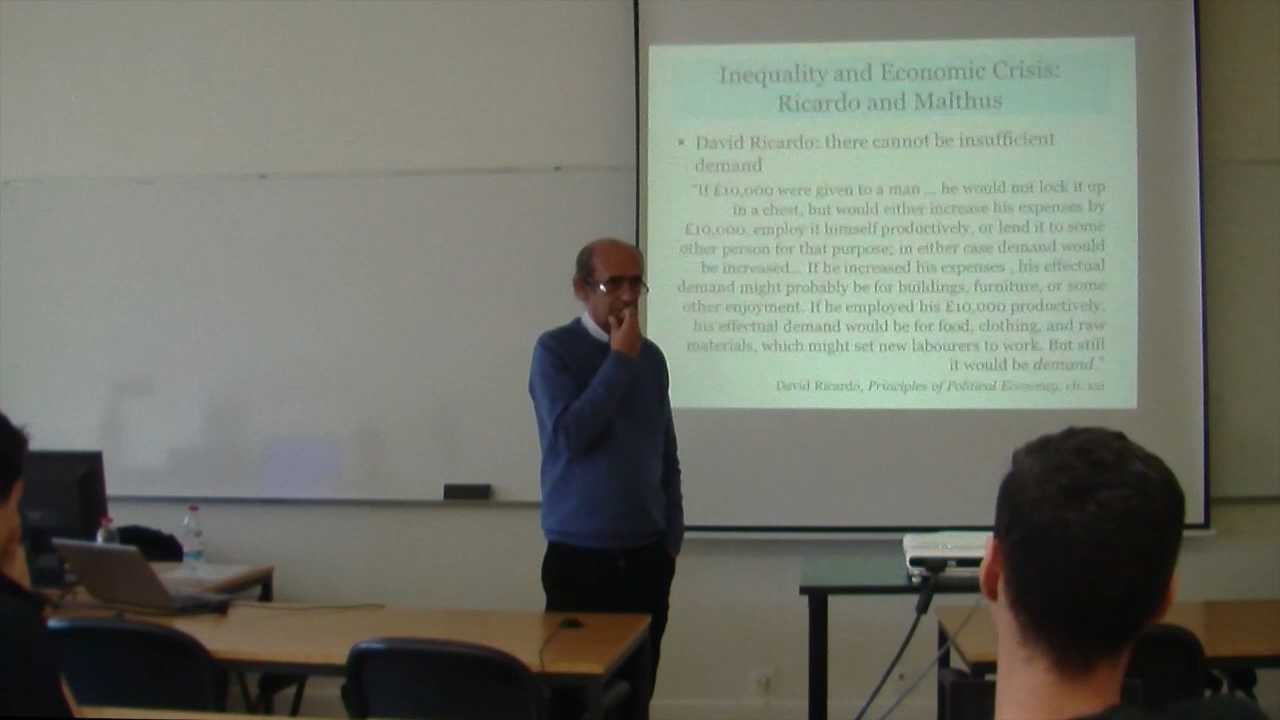 Inequality and Economic Crisis:
Ricardo and Malthus
▪ David Ricardo: there cannot be insufficient
demand
"If £10,000 were given to a man ... he would not lock it up
in a chest, but would either increase his expenses by
£10,000, employ it himself productively, or lend it to some
other person for that purpose; in either case demand would
be increased... If he increased his expenses , his effectual
demand might probably be for buildings, furniture, or some
other enjoyment. If he employed his £10,000 productively,
his effectual demand would be for food, clothing, and raw
materials, which might set new labourers to work. But still
it would be demand."
David Ricardo, Principles of Political Economy, ch. xxi